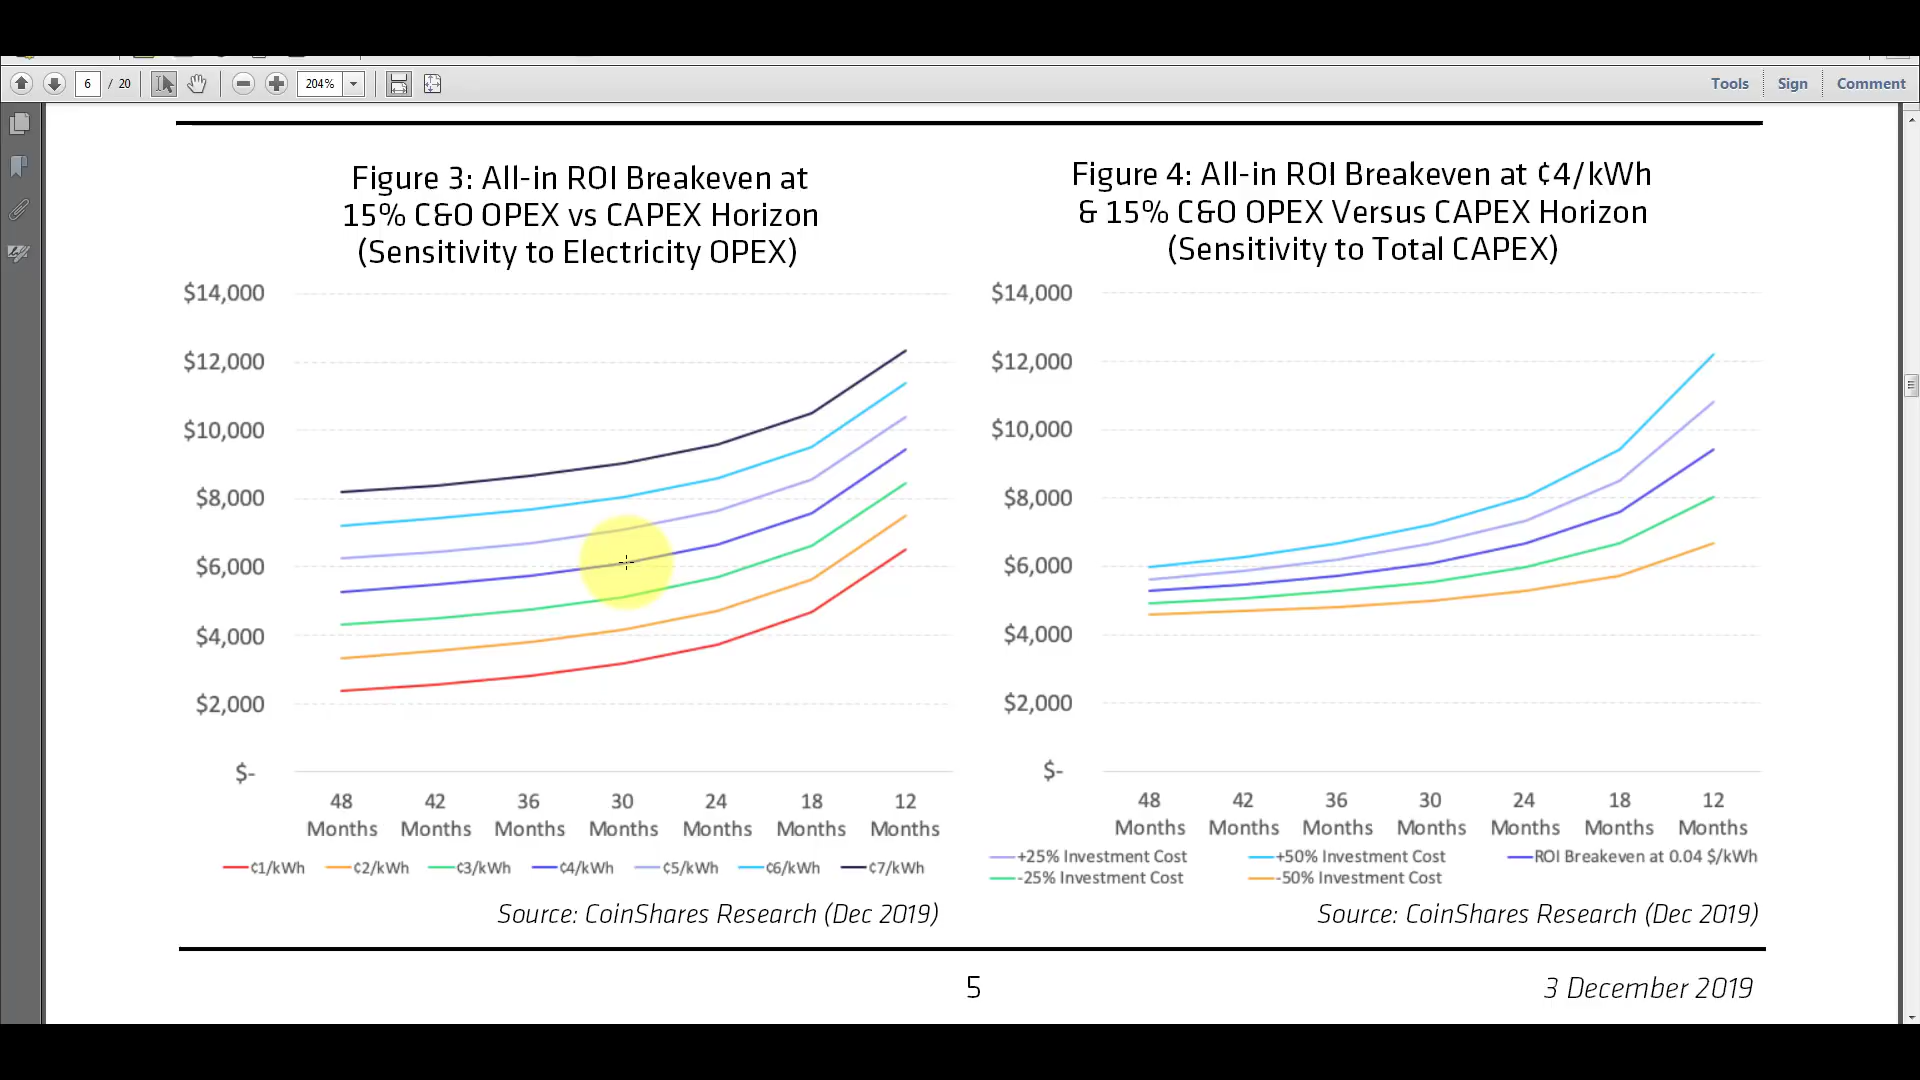 6 / 20
204%
Tools
Sign
Comment
Figure 3: All-in ROI Breakeven at
15% C&O OPEX vs CAPEX Horizon
(Sensitivity to Electricity OPEX)
$14,000
$12,000
$10,000
$8,000
$6,000
$4,000
$2,000
$-
48 Months
42 Months
36 Months
30 Months
24 Months
18 Months
12 Months
¢1/kWh
¢2/kWh
¢3/kWh
¢4/kWh
¢5/kWh
¢6/kWh
¢7/kWh
Source: CoinShares Research (Dec 2019)
Figure 4: All-in ROI Breakeven at ¢4/kWh
& 15% C&O OPEX Versus CAPEX Horizon
(Sensitivity to Total CAPEX)
$14,000
$12,000
$10,000
$8,000
$6,000
$4,000
$2,000
$-
48 Months
42 Months
36 Months
30 Months
24 Months
18 Months
12 Months
+25% Investment Cost
+50% Investment Cost
ROI Breakeven at 0.04 $/kWh
-25% Investment Cost
-50% Investment Cost
Source: CoinShares Research (Dec 2019)
5
3 December 2019